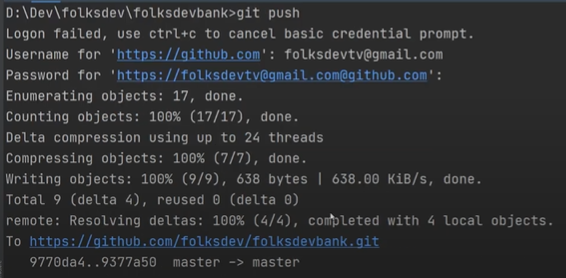 D:\Dev\folksdev\folksdevbank>git push
Logon failed, use ctrl+c to cancel basic credential prompt.
Username for 'https://github.com': folksdevtv@gmail.com
Password for 'https://folksdevtv@gmail.com@github.com':
Enumerating objects: 17, done.
Counting objects: 100% (17/17), done.
Delta compression using up to 24 threads
Compressing objects: 100% (7/7), done.
Writing objects: 100% (9/9), 638 bytes | 638.00 KiB/s, done.
Total 9 (delta 4), reused 0 (delta 0)
remote: Resolving deltas: 100% (4/4), completed with 4 local objects.
To https://github.com/folksdev/folksdevbank.git
   9770da4..9377a50  master -> master